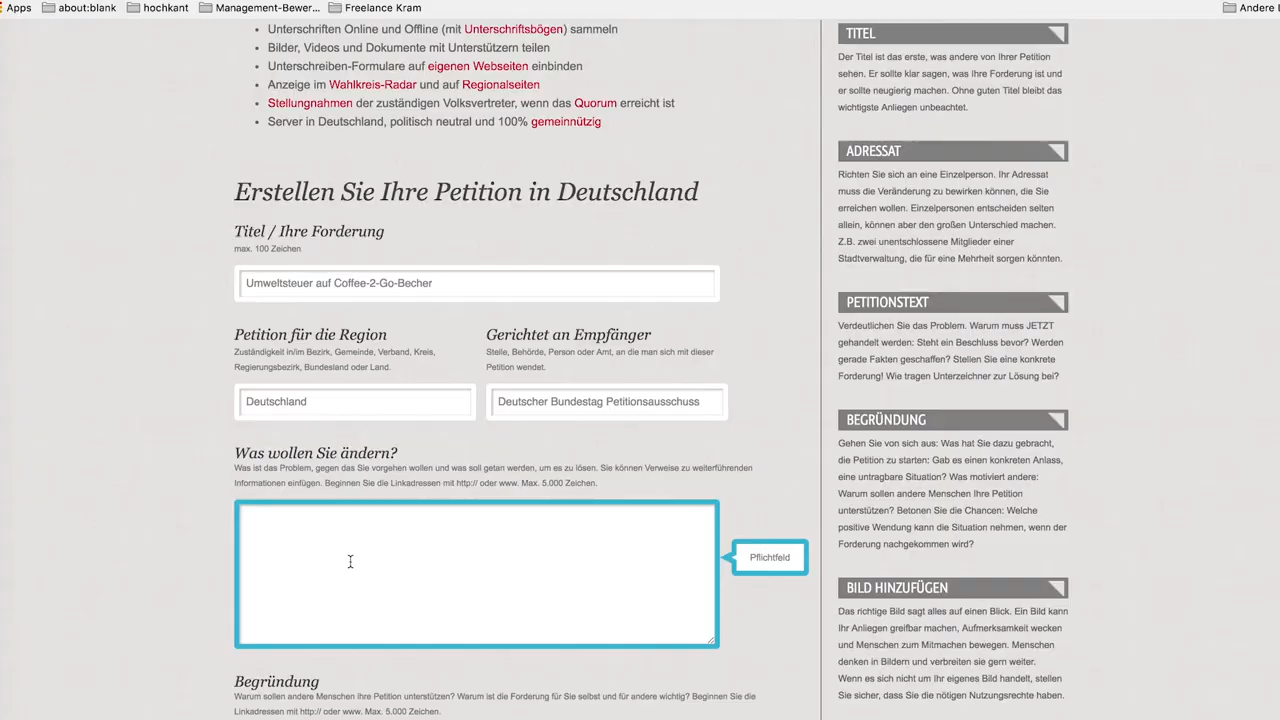 Apps about:blank hochkant Management-Bewer... Freelance Kram Andere B
Unterschriften Online und Offline (mit Unterschriftsbögen) sammeln
Bilder, Videos und Dokumente mit Unterstützern teilen
Unterschreiben-Formulare auf eigenen Webseiten einbinden
Anzeige im Wahlkreis-Radar und auf Regionalseiten
Stellungnahmen der zuständigen Volksvertreter, wenn das Quorum erreicht ist
Server in Deutschland, politisch neutral und 100% gemeinnützig
Erstellen Sie Ihre Petition in Deutschland
Titel / Ihre Forderung
max. 100 Zeichen
Umweltsteuer auf Coffee-2-Go-Becher
Petition für die Region
Zuständigkeit in/im Bezirk, Gemeinde, Verband, Kreis,
Regierungsbezirk, Bundesland oder Land.
Deutschland
Gerichtet an Empfänger
Stelle, Behörde, Person oder Amt, an die man sich mit dieser
Petition wendet.
Deutscher Bundestag Petitionsausschuss
Was wollen Sie ändern?
Was ist das Problem, gegen das Sie vorgehen wollen und was soll getan werden, um es zu lösen. Sie können Verweise zu weiterführenden
Informationen einfügen. Beginnen Sie die Linkadressen mit http:// oder www. Max. 5.000 Zeichen.
Pflichtfeld
Begründung
Warum sollen andere Menschen Ihre Petition unterstützen? Warum ist die Forderung für Sie selbst und für andere wichtig? Beginnen Sie die
Linkadressen mit http:// oder www. Max. 5.000 Zeichen.
TITEL
Der Titel ist das erste, was andere von Ihrer Petition
sehen. Er sollte klar sagen, was Ihre Forderung ist und
er sollte neugierig machen. Ohne guten Titel bleibt das
wichtigste Anliegen unbeachtet.
ADRESSAT
Richten Sie sich an eine Einzelperson. Ihr Adressat
muss die Veränderung zu bewirken können, die Sie
erreichen wollen. Einzelpersonen entscheiden selten
allein, können aber den großen Unterschied machen.
Z.B. zwei unentschlossene Mitglieder einer
Stadtverwaltung, die für eine Mehrheit sorgen könnten.
PETITIONSTEXT
Verdeutlichen Sie das Problem. Warum muss JETZT
gehandelt werden: Steht ein Beschluss bevor? Werden
gerade Fakten geschaffen? Stellen Sie eine konkrete
Forderung! Wie tragen Unterzeichner zur Lösung bei?
BEGRÜNDUNG
Gehen Sie von sich aus: Was hat Sie dazu gebracht,
die Petition zu starten: Gab es einen konkreten Anlass,
eine untragbare Situation? Was motiviert andere:
Warum sollen andere Menschen Ihre Petition
unterstützen? Betonen Sie die Chancen: Welche
positive Wendung kann die Situation nehmen, wenn der
Forderung nachgekommen wird?
BILD HINZUFÜGEN
Das richtige Bild sagt alles auf einen Blick. Ein Bild kann
Ihr Anliegen greifbar machen, Aufmerksamkeit wecken
und Menschen zum Mitmachen bewegen. Menschen
denken in Bildern und verbreiten sie gern weiter.
Wenn es sich nicht um Ihr eigenes Bild handelt, stellen
Sie sicher, dass Sie die nötigen Nutzungsrechte haben.